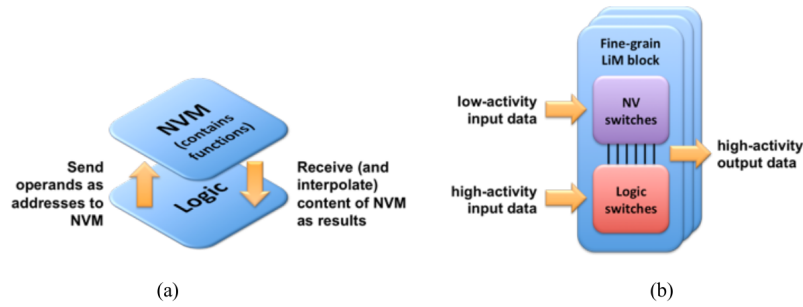 NVM
(contains
functions)
Logic
Send
operands as
addresses to
NVM
Receive (and
interpolate)
content of NVM
as results
(a)
Fine-grain
LiM block
NV
switches
Logic
switches
low-activity
input data
high-activity
input data
high-activity
output data
(b)